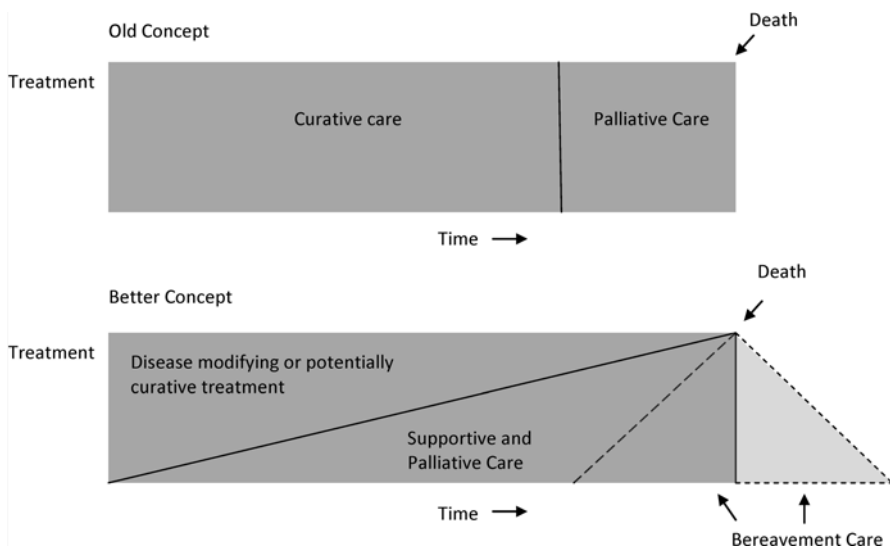 Old Concept
Death
Treatment
Curative care
Palliative Care
Time
Better Concept
Death
Treatment
Disease modifying or potentially
curative treatment
Supportive and
Palliative Care
Time
Bereavement Care